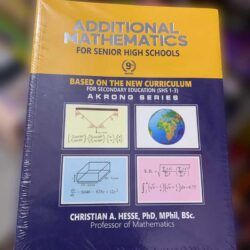 ADDITIONAL
MATHEMATICS
FOR SENIOR HIGH SCHOOLS
9
BASED ON THE NEW CURRICULUM
FOR SECONDARY EDUCATION (SHS 1-3)
AKRONG SERIES
CHRISTIAN A. HESSE, PhD, MPhil, BSc.
Professor of Mathematics